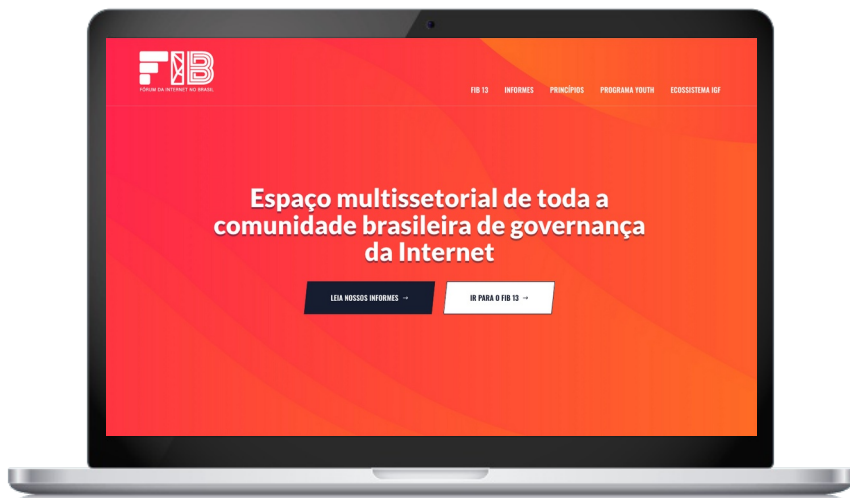 FIB
FÓRUM DA INTERNET NO BRASIL
FIB 13 INFORMES PRINCÍPIOS PROGRAMA YOUTH ECOSSISTEMA IGF
Espaço multissetorial de toda a
comunidade brasileira de governança
da Internet
LEIA NOSSOS INFORMES → IR PARA O FIB 13 →